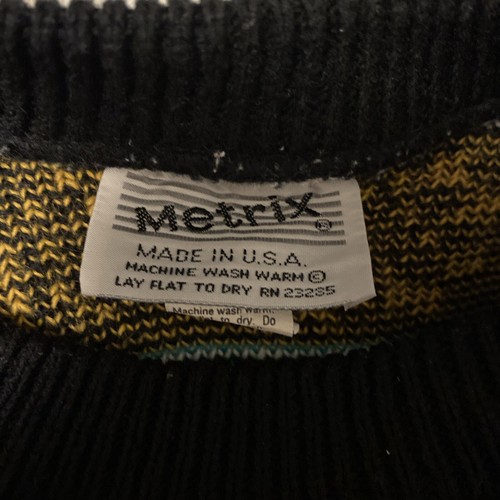 Metrix ®
MADE IN U.S.A.
MACHINE WASH WARM ©
LAY FLAT TO DRY RN 23285
Machine wash warm.
to dry. Do